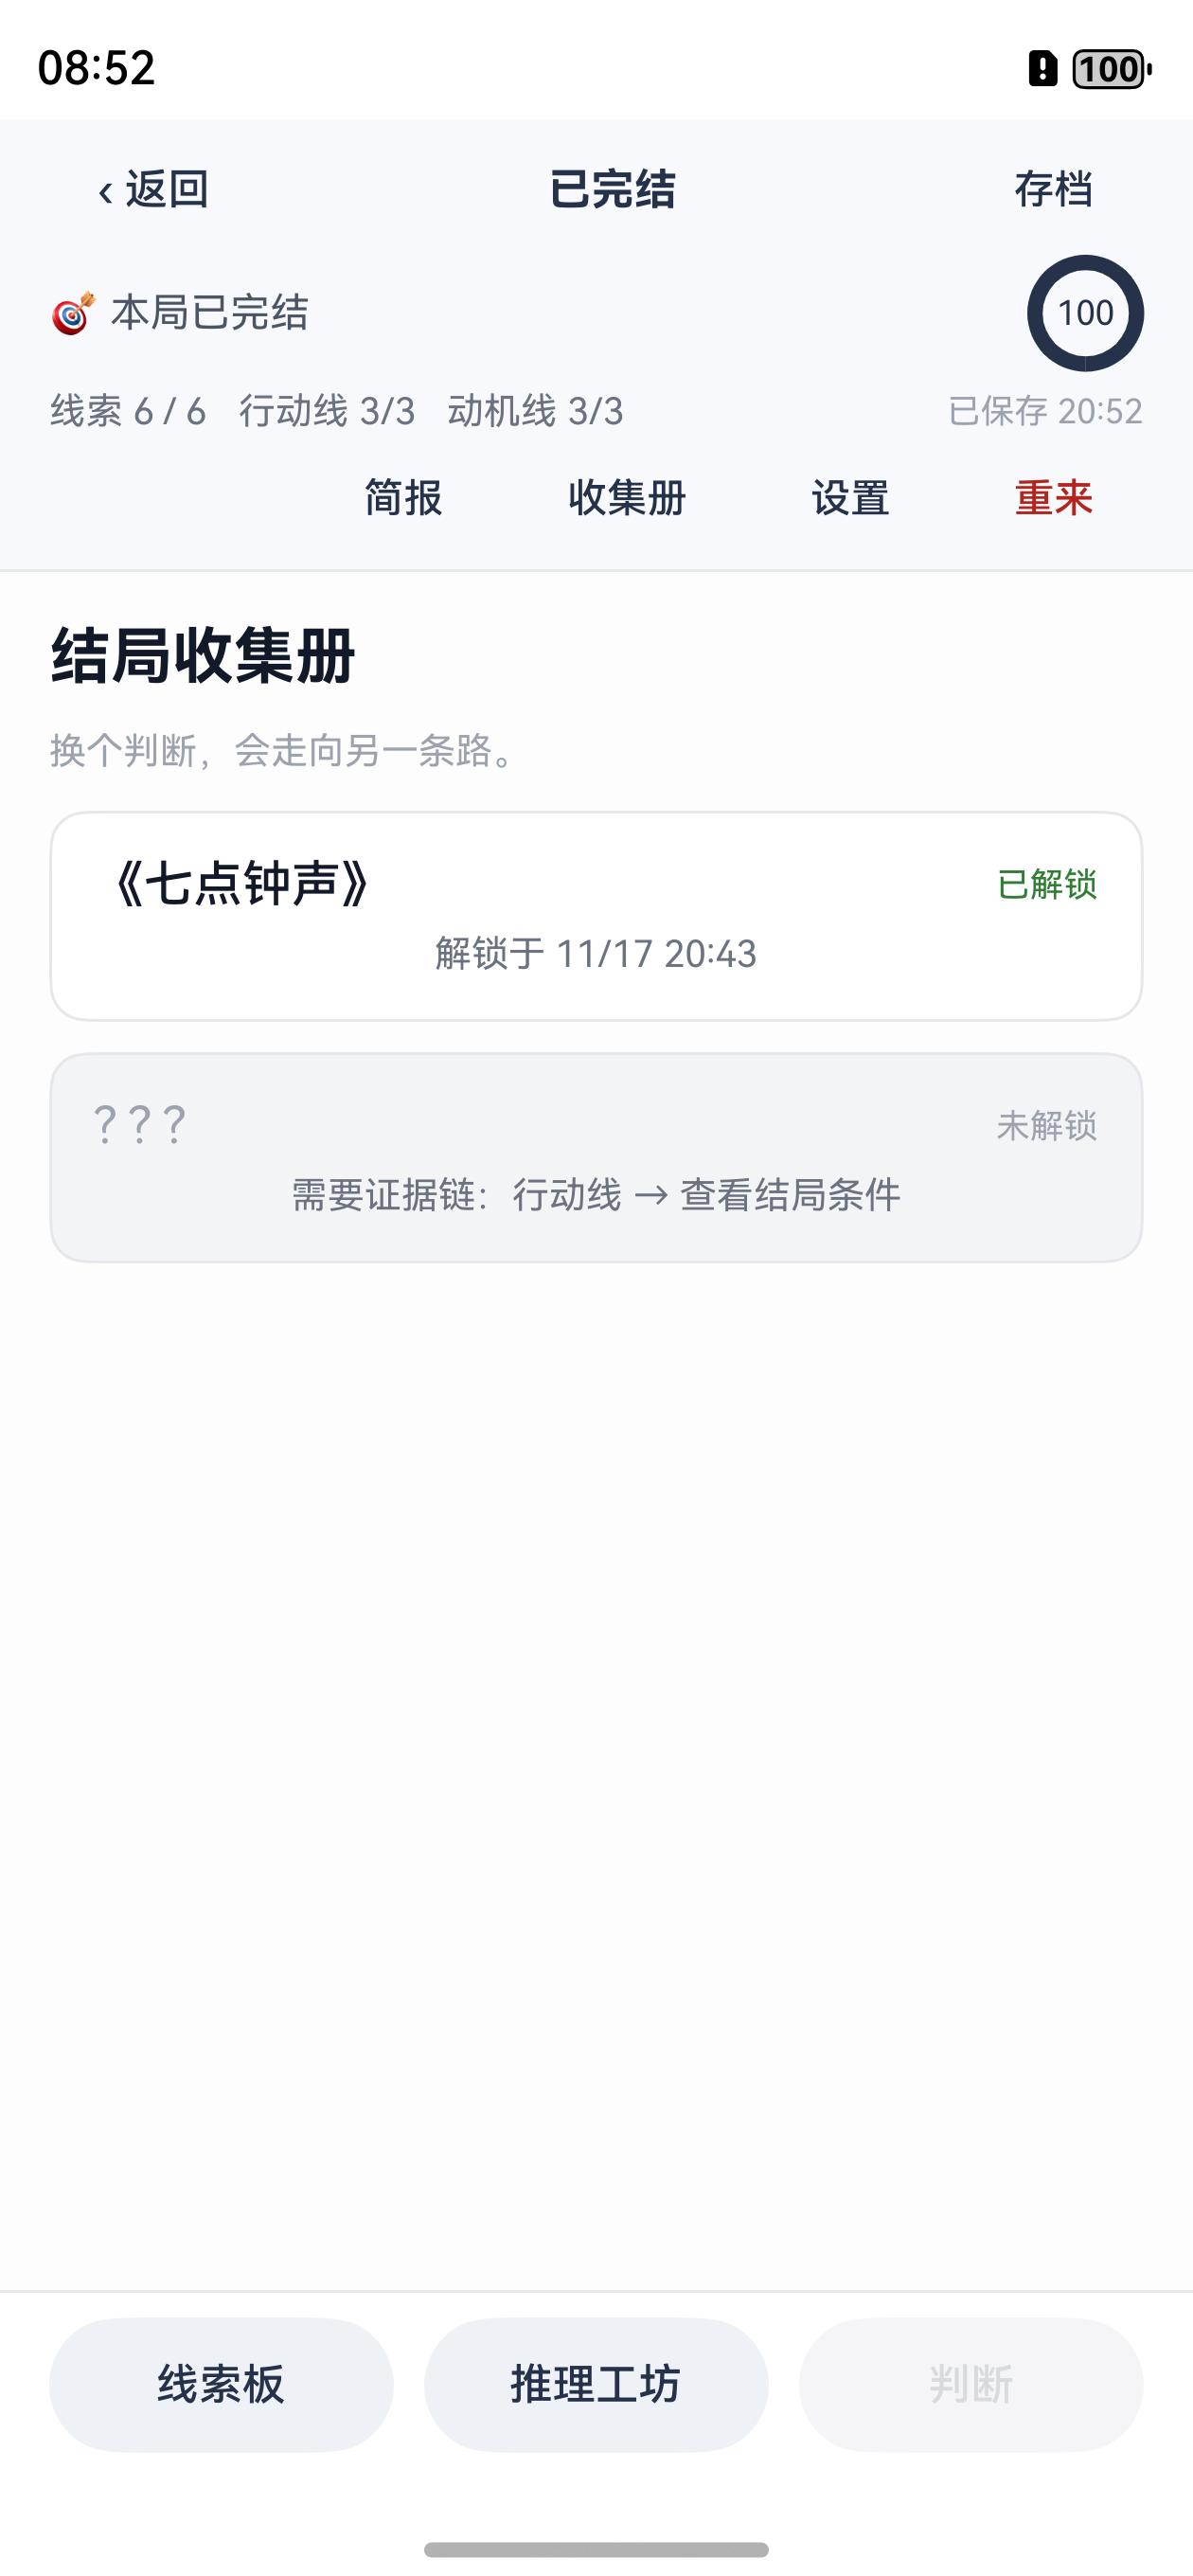 08:52
100
‹ 返回
已完结
存档
本局已完结
100
线索 6 / 6 行动线 3/3 动机线 3/3
已保存 20:52
简报
收集册
设置
重来
结局收集册
换个判断，会走向另一条路。
《七点钟声》
已解锁
解锁于 11/17 20:43
？？？
未解锁
需要证据链：行动线 → 查看结局条件
线索板
推理工坊
判断